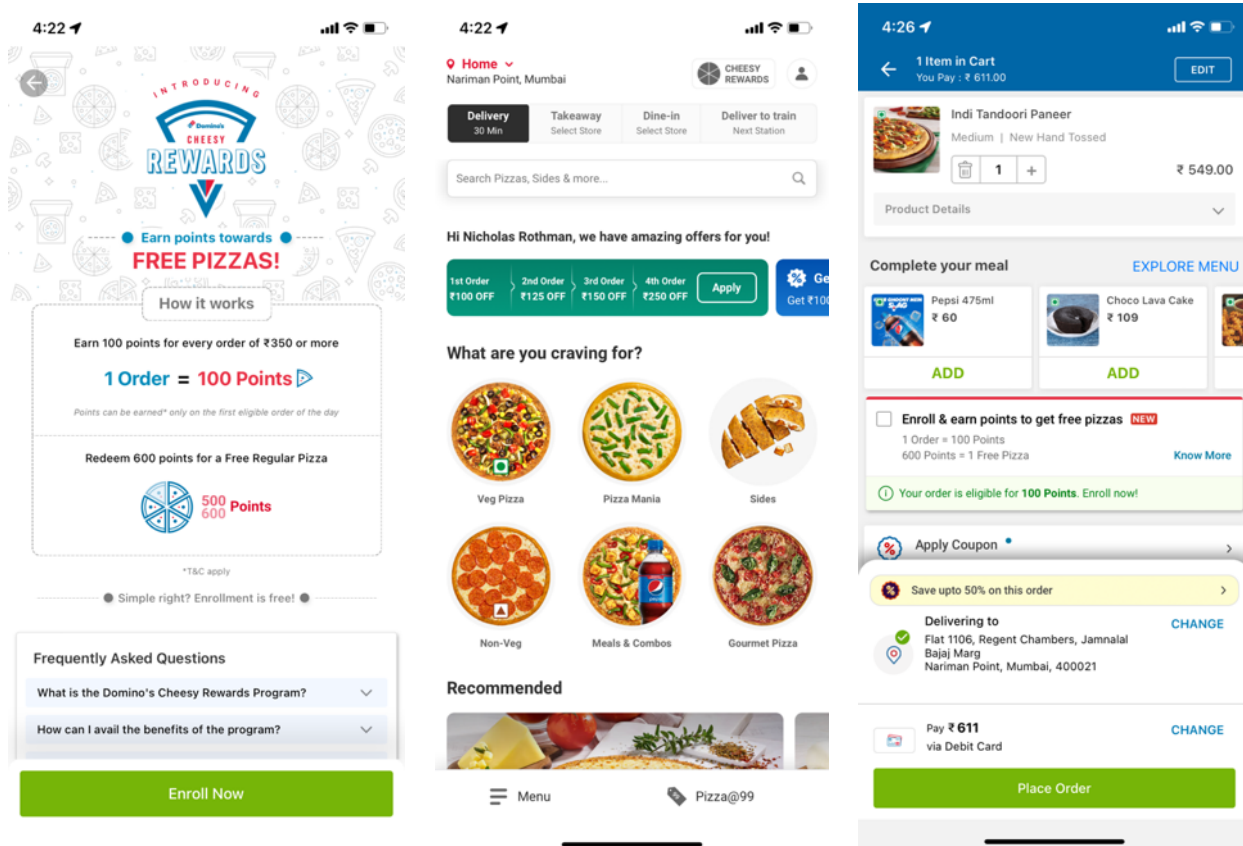 4:22
INTRODUCING
Domino's
CHEESY
REWARDS
Earn points towards
FREE PIZZAS!
How it works
Earn 100 points for every order of ₹350 or more
1 Order = 100 Points
Points can be earned* only on the first eligible order of the day
Redeem 600 points for a Free Regular Pizza
500
600 Points
*T&C apply
Simple right? Enrollment is free!
Frequently Asked Questions
What is the Domino's Cheesy Rewards Program?
How can I avail the benefits of the program?
Enroll Now
4:22
Home
Nariman Point, Mumbai
CHEESY
REWARDS
Delivery Takeaway Dine-in Deliver to train
30 Min Select Store Select Store Next Station
Search Pizzas, Sides & more...
Hi Nicholas Rothman, we have amazing offers for you!
1st Order 2nd Order 3rd Order 4th Order
₹100 OFF ₹125 OFF ₹150 OFF ₹250 OFF
Apply
Ge
Get ₹100
What are you craving for?
Veg Pizza Pizza Mania Sides
Non-Veg Meals & Combos Gourmet Pizza
Recommended
Menu Pizza@99
4:26
1 Item in Cart
You Pay : ₹ 611.00
EDIT
Indi Tandoori Paneer
Medium | New Hand Tossed
1 + ₹ 549.00
Product Details
Complete your meal EXPLORE MENU
Pepsi 475ml
₹ 60
ADD
Choco Lava Cake
₹ 109
ADD
Enroll & earn points to get free pizzas NEW
1 Order = 100 Points
600 Points = 1 Free Pizza Know More
Your order is eligible for 100 Points. Enroll now!
Apply Coupon
Save upto 50% on this order
Delivering to CHANGE
Flat 1106, Regent Chambers, Jamnalal
Bajaj Marg
Nariman Point, Mumbai, 400021
Pay ₹ 611 CHANGE
via Debit Card
Place Order